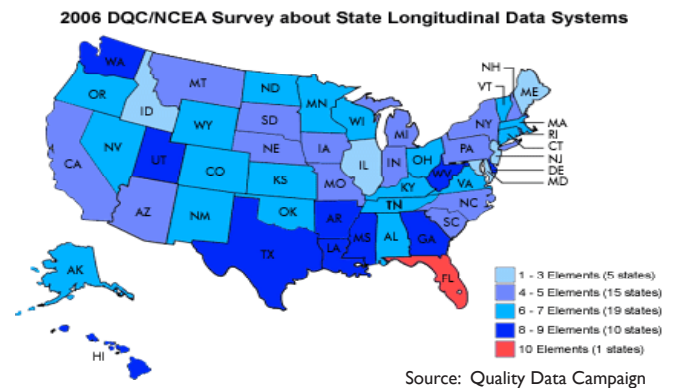 2006 DQC/NCEA Survey about State Longitudinal Data Systems
WA
OR
ID
MT
ND
MN
WI
MI
NH
VT
ME
NV
WY
SD
NE
IA
IL
IN
OH
NY
PA
MA
RI
CT
NJ
DE
MD
CA
UT
CO
KS
MO
KY
WV
VA
AZ
NM
OK
AR
TN
NC
SC
TX
LA
MS
AL
GA
FL
AK
HI
1 - 3 Elements (5 states)
4 - 5 Elements (15 states)
6 - 7 Elements (19 states)
8 - 9 Elements (10 states)
10 Elements (1 states)
Source: Quality Data Campaign